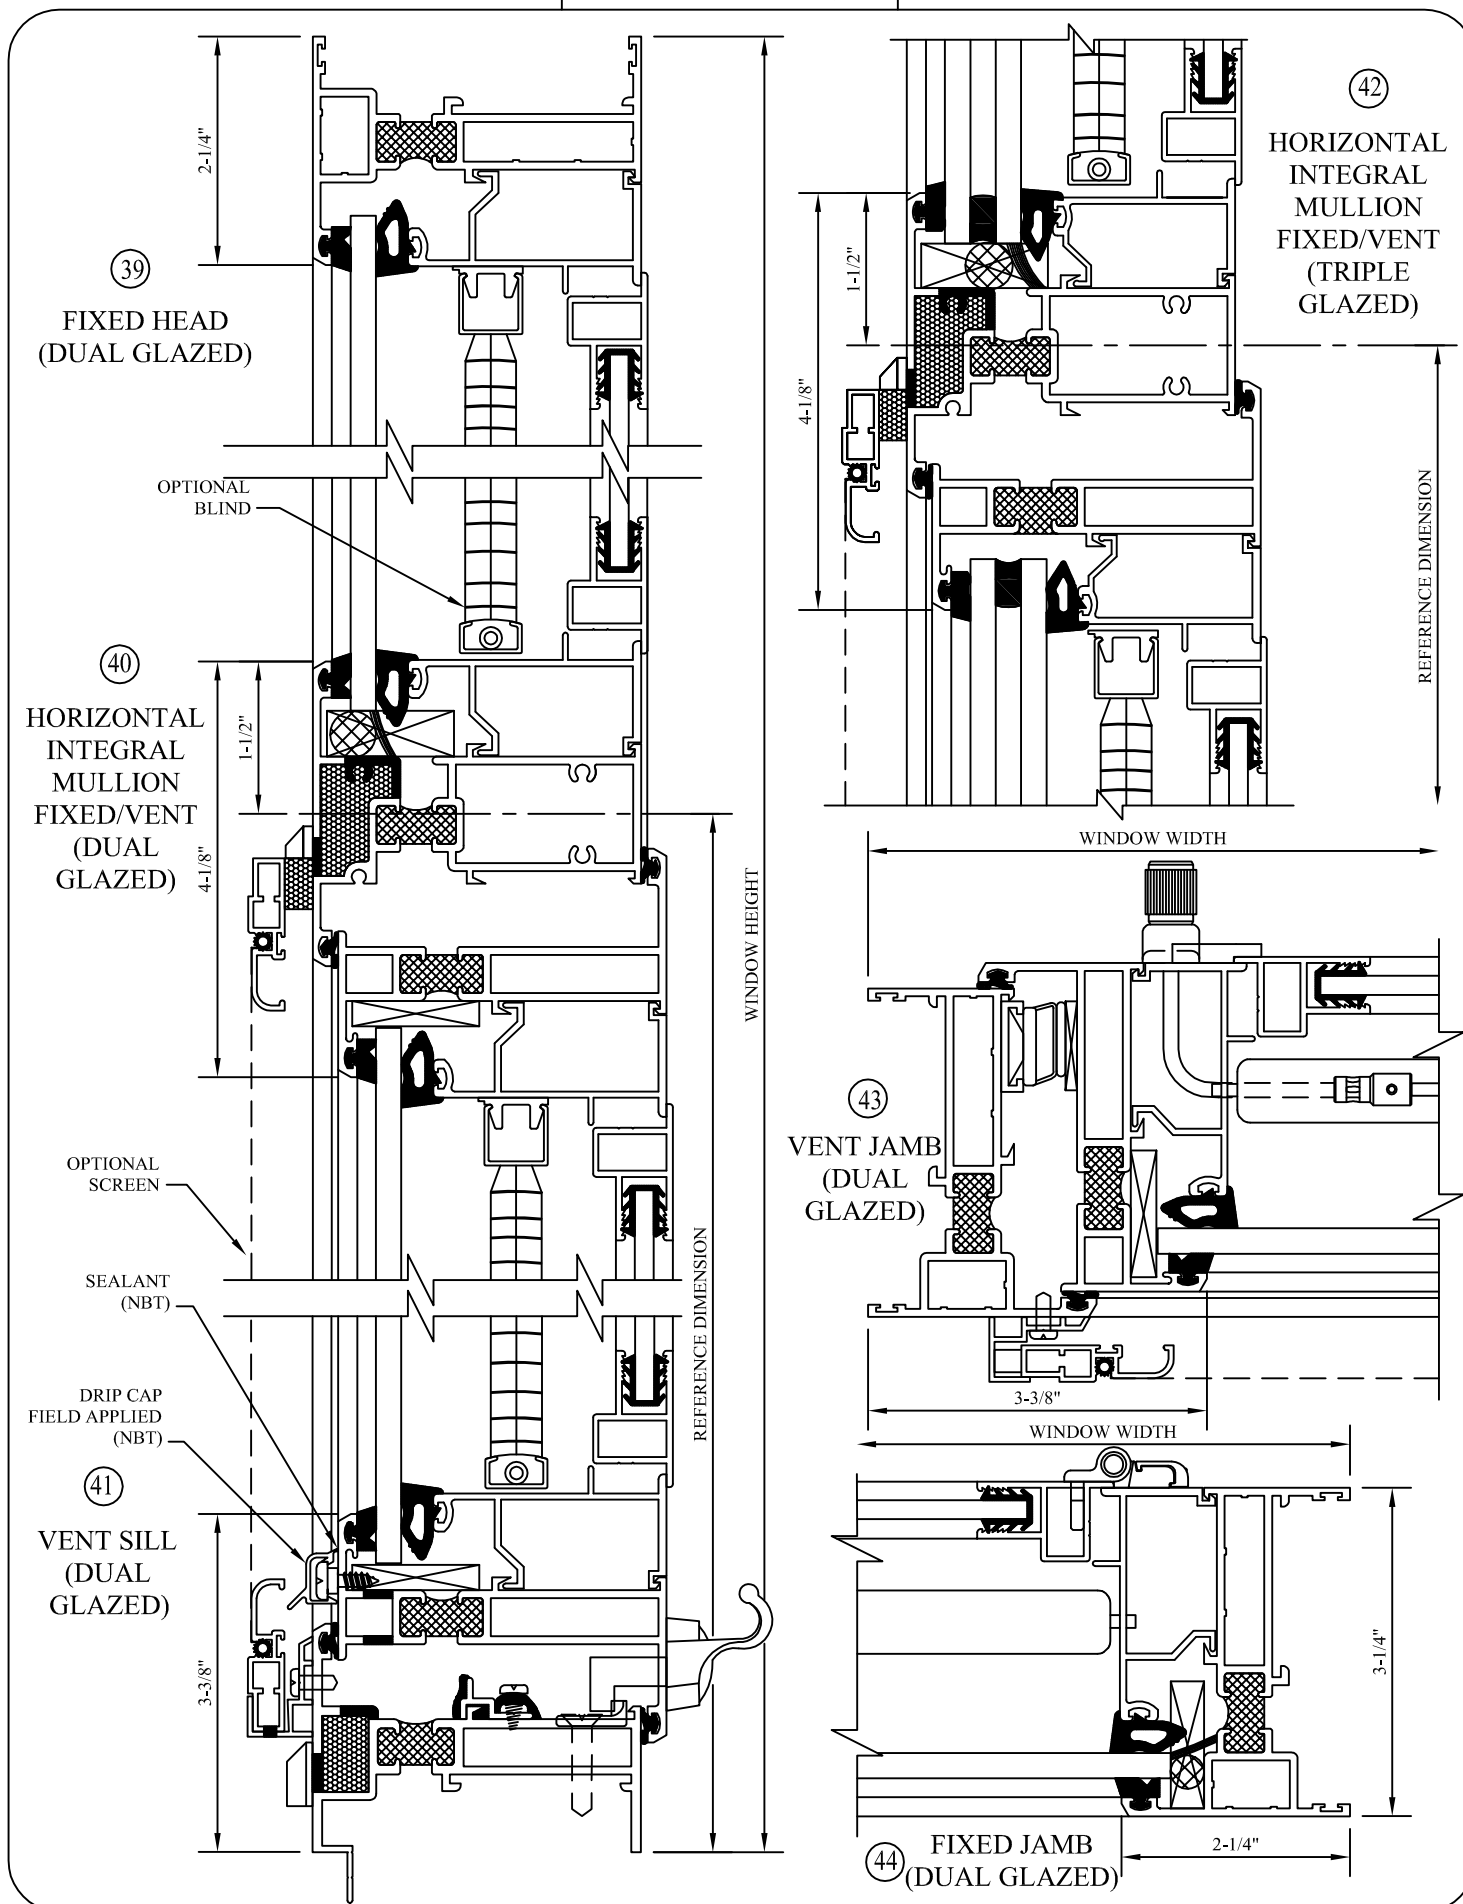 2-1/4"
39
FIXED HEAD
(DUAL GLAZED)
OPTIONAL
BLIND
40
HORIZONTAL
INTEGRAL
MULLION
FIXED/VENT
(DUAL
GLAZED)
1-1/2"
4-1/8"
WINDOW HEIGHT
OPTIONAL
SCREEN
SEALANT
(NBT)
REFERENCE DIMENSION
DRIP CAP
FIELD APPLIED
(NBT)
41
VENT SILL
(DUAL
GLAZED)
3-3/8"
42
HORIZONTAL
INTEGRAL
MULLION
FIXED/VENT
(TRIPLE
GLAZED)
1-1/2"
4-1/8"
REFERENCE DIMENSION
WINDOW WIDTH
43
VENT JAMB
(DUAL
GLAZED)
3-3/8"
WINDOW WIDTH
3-1/4"
2-1/4"
44
FIXED JAMB
(DUAL GLAZED)